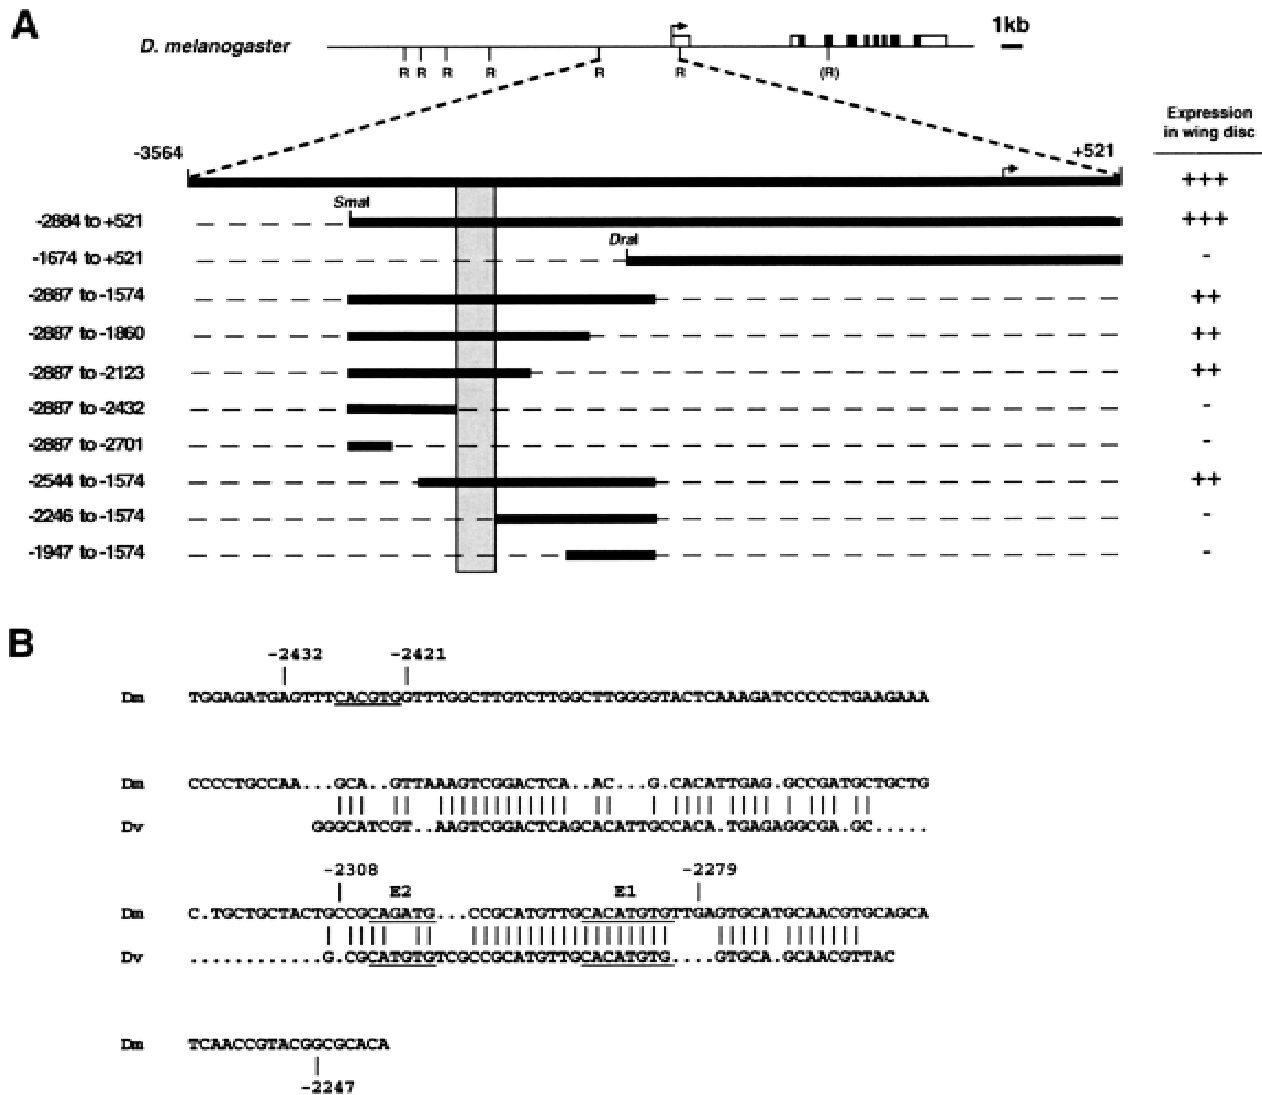 A
D. melanogaster
1kb
R R R R R R (R)
Expression
in wing disc
-3564
+521
+++
SmaI
-2884 to +521
+++
DraI
-1674 to +521
-
-2887 to -1574
++
-2887 to -1860
++
-2887 to -2123
++
-2887 to -2432
-
-2887 to -2701
-
-2544 to -1574
++
-2246 to -1574
-
-1947 to -1574
-
B
-2432 -2421
Dm TGGAGATGAGTTTCACGTGGTTTGGCTTGTCTTGGCTTGGGGTACTCAAAGATCCCCCTGAAGAAA
Dm CCCCTGCCAA...GCA..GTTAAAGTCGGACTCA..AC...G.CACATTGAG.GCCGATGCTGCTG
Dv GGGCATCGT..AAGTCGGACTCAGCACATTGCCACA.TGAGAGGCGA.GC.....
-2308 E2 E1 -2279
Dm C.TGCTGCTACTGCCGCAGATG...CCGCATGTTGCACATGTGTTGAGTGCATGCAACGTGCAGCA
Dv ............G.CGCATGTGTCGCCGCATGTTGCACATGTG....GTGCA.GCAACGTTAC
Dm TCAACCGTACGGCGCACA
-2247